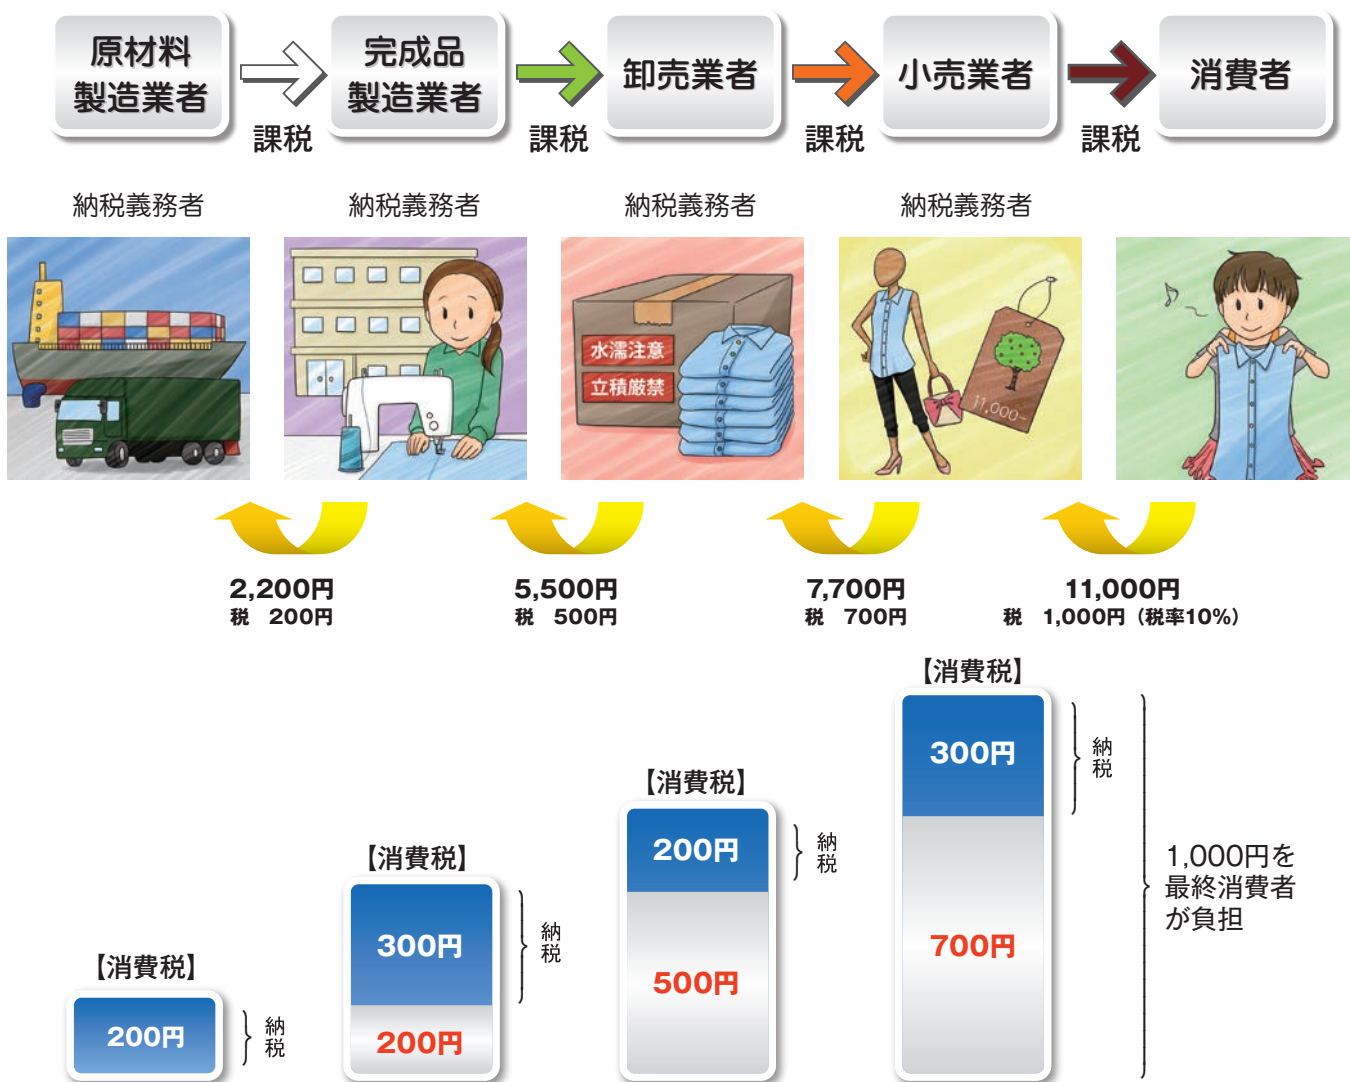 原材料
製造業者
完成品
製造業者
卸売業者
小売業者
消費者
課税
課税
課税
課税
納税義務者
納税義務者
納税義務者
納税義務者
水濡注意
立積厳禁
11,000-
2,200円
税 200円
5,500円
税 500円
7,700円
税 700円
11,000円
税 1,000円（税率10%）
【消費税】
200円
納税
【消費税】
300円
200円
納税
【消費税】
200円
500円
納税
【消費税】
300円
700円
納税
1,000円を
最終消費者
が負担